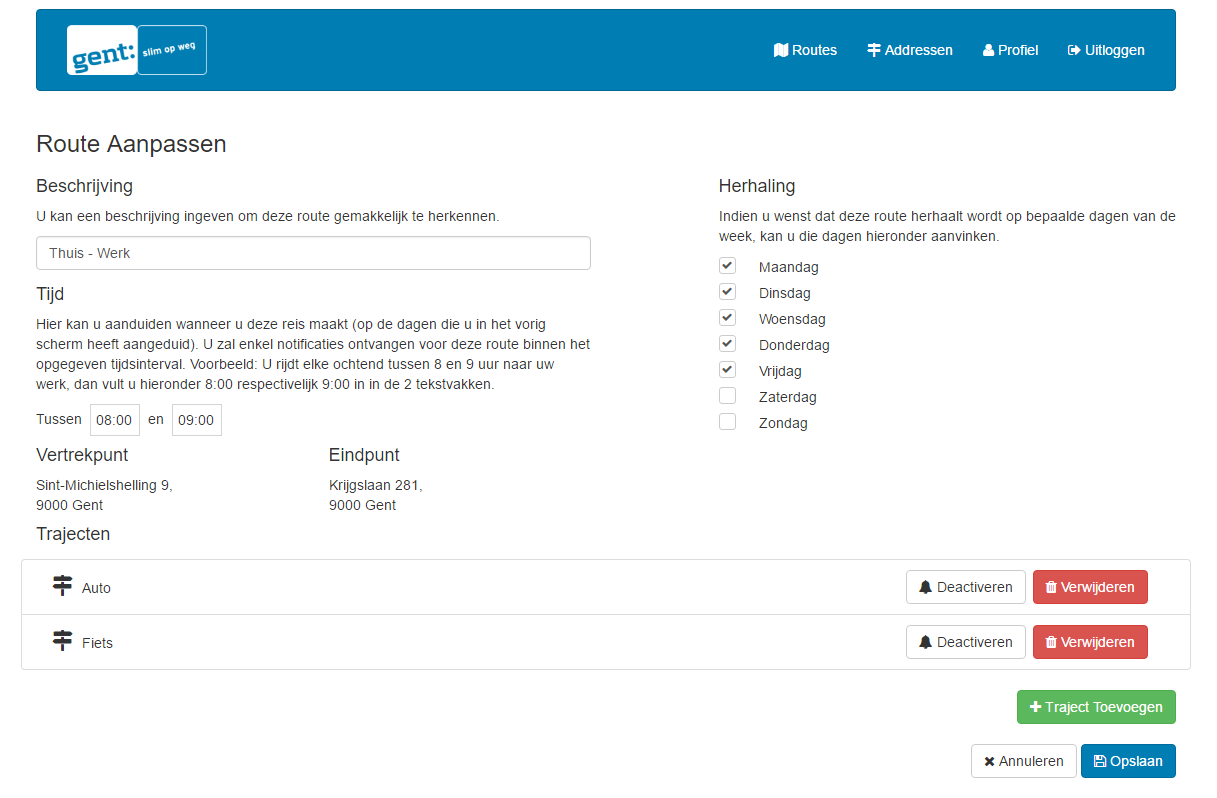 gent: slim op weg
Routes Addressen Profiel Uitloggen
Route Aanpassen
Beschrijving
U kan een beschrijving ingeven om deze route gemakkelijk te herkennen.
Thuis - Werk
Tijd
Hier kan u aanduiden wanneer u deze reis maakt (op de dagen die u in het vorig
scherm heeft aangeduid). U zal enkel notificaties ontvangen voor deze route binnen het
opgegeven tijdsinterval. Voorbeeld: U rijdt elke ochtend tussen 8 en 9 uur naar uw
werk, dan vult u hieronder 8:00 respectivelijk 9:00 in in de 2 tekstvakken.
Tussen 08:00 en 09:00
Vertrekpunt
Sint-Michielshelling 9,
9000 Gent
Eindpunt
Krijgslaan 281,
9000 Gent
Herhaling
Indien u wenst dat deze route herhaalt wordt op bepaalde dagen van de
week, kan u die dagen hieronder aanvinken.
Maandag
Dinsdag
Woensdag
Donderdag
Vrijdag
Zaterdag
Zondag
Trajecten
Auto Deactiveren Verwijderen
Fiets Deactiveren Verwijderen
Traject Toevoegen
Annuleren Opslaan